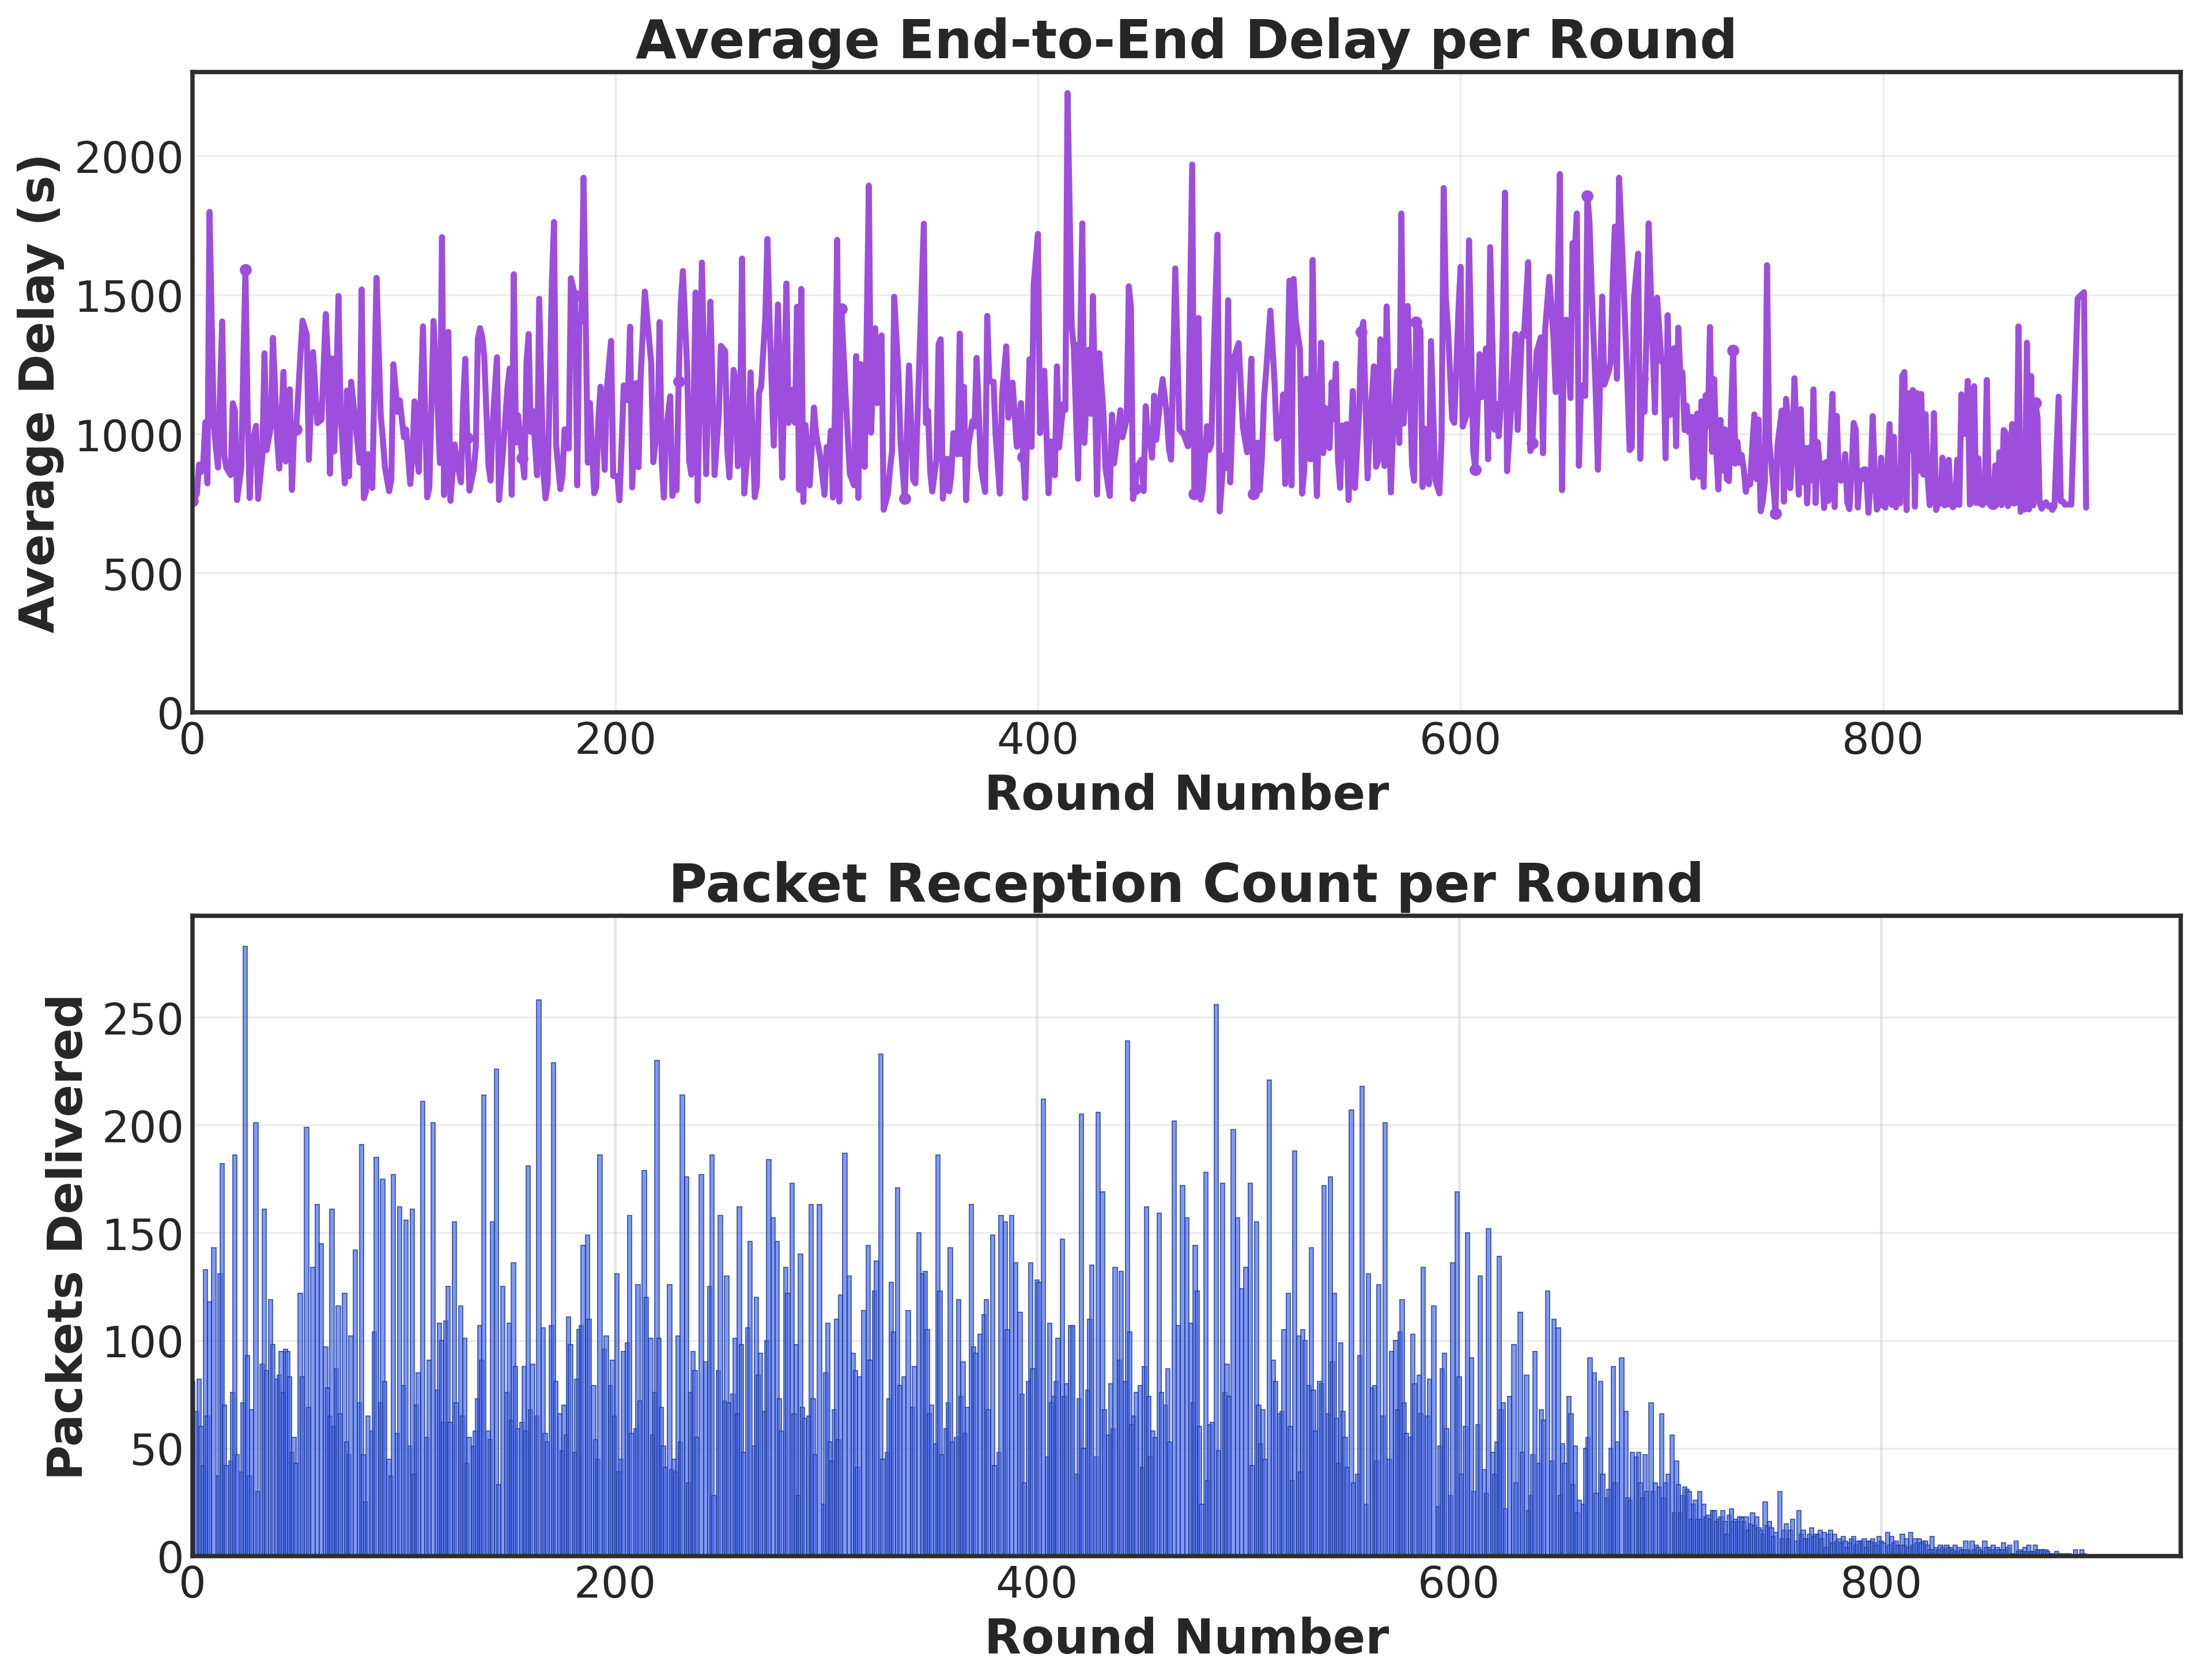 Average End-to-End Delay per Round
Average Delay (s)
2000
1500
1000
500
0
0 200 400 600 800
Round Number
Packet Reception Count per Round
Packets Delivered
250
200
150
100
50
0
0 200 400 600 800
Round Number